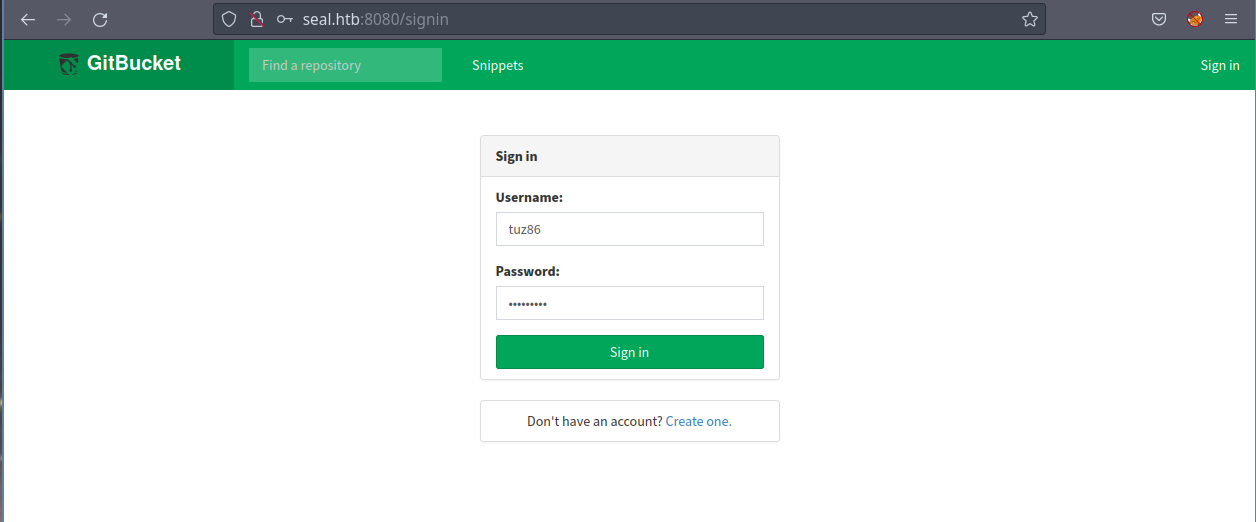 seal.htb:8080/signin
GitBucket Find a repository Snippets Sign in
Sign in
Username:
tuz86
Password:
•••••••••
Sign in
Don't have an account? Create one.